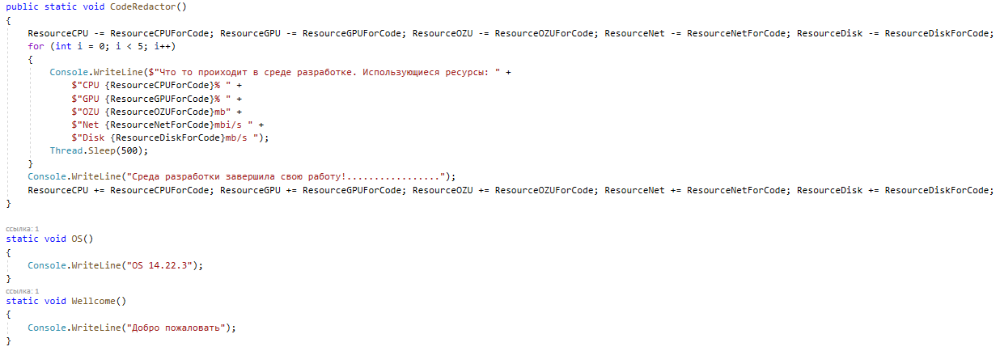 public static void CodeRedactor()
{
ResourceCPU -= ResourceCPUForCode; ResourceGPU -= ResourceGPUForCode; ResourceOZU -= ResourceOZUForCode; ResourceNet -= ResourceNetForCode; ResourceDisk -= ResourceDiskForCode;
for (int i = 0; i < 5; i++)
{
Console.WriteLine($"Что то проиходит в среде разработке. Использующиеся ресурсы: " +
$"CPU {ResourceCPUForCode}% " +
$"GPU {ResourceGPUForCode}% " +
$"OZU {ResourceOZUForCode}mb" +
$"Net {ResourceNetForCode}mbi/s " +
$"Disk {ResourceDiskForCode}mb/s ");
Thread.Sleep(500);
}
Console.WriteLine("Среда разработки завершила свою работу!.................");
ResourceCPU += ResourceCPUForCode; ResourceGPU += ResourceGPUForCode; ResourceOZU += ResourceOZUForCode; ResourceNet += ResourceNetForCode; ResourceDisk += ResourceDiskForCode;
}
ссылка: 1
static void OS()
{
Console.WriteLine("OS 14.22.3");
}
ссылка: 1
static void Wellcome()
{
Console.WriteLine("Добро пожаловать");
}